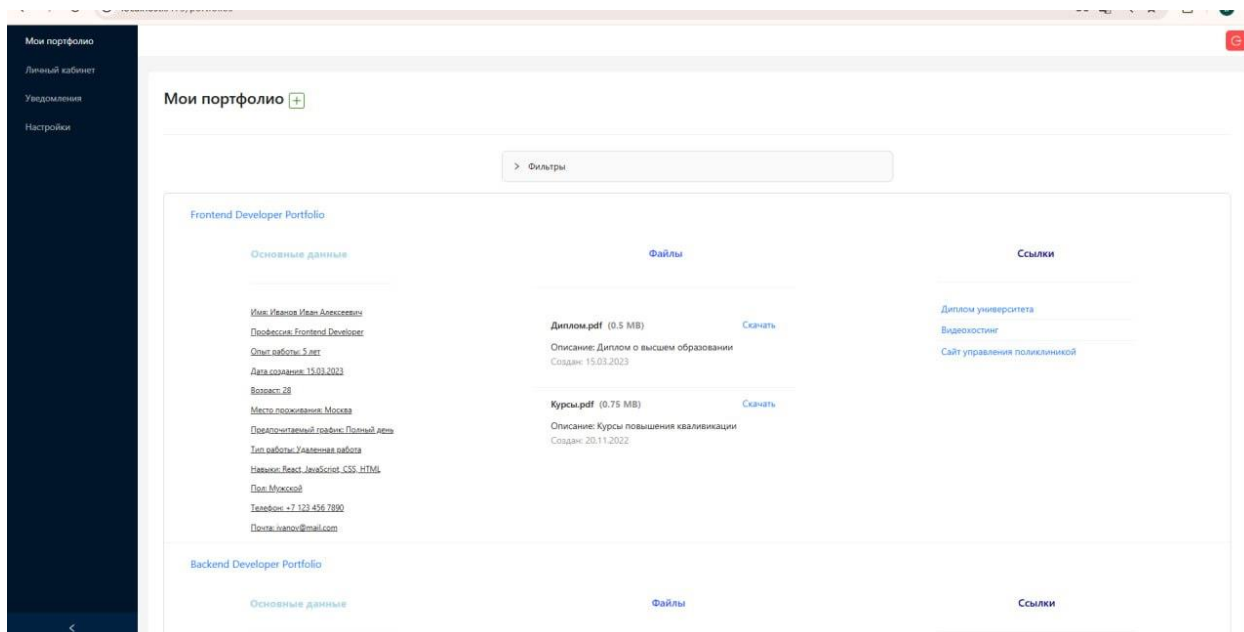 Мои портфолио
Личный кабинет
Уведомления
Настройки
Мои портфолио
Фильтры
Frontend Developer Portfolio
Основные данные
Имя: Иванов Иван Алексеевич
Профессия: Frontend Developer
Опыт работы: 5 лет
Дата создания: 15.03.2023
Возраст: 28
Место проживания: Москва
Предпочитаемый график: Полный день
Тип работы: Удаленная работа
Навыки: React, JavaScript, CSS, HTML
Пол: Мужской
Телефон: +7 123 456 7890
Почта: ivanov@mail.com
Файлы
Диплом.pdf (0.5 MB) Скачать
Описание: Диплом о высшем образовании
Создан: 15.03.2023
Курсы.pdf (0.75 MB) Скачать
Описание: Курсы повышения кваливикации
Создан: 20.11.2022
Ссылки
Диплом университета
Видеохостинг
Сайт управления поликлиникой
Backend Developer Portfolio
Основные данные
Файлы
Ссылки